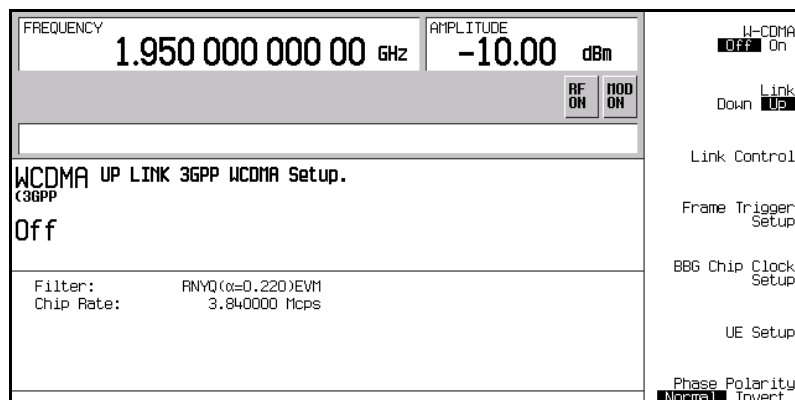 FREQUENCY
1.950 000 000 00 GHz
AMPLITUDE
-10.00 dBm
RF ON
MOD ON
WCDMA UP LINK 3GPP WCDMA Setup.
(3GPP
Off
Filter: RNYQ(α=0.220)EVM
Chip Rate: 3.840000 Mcps
W-CDMA
Off On
Link
Down Up
Link Control
Frame Trigger
Setup
BBG Chip Clock
Setup
UE Setup
Phase Polarity
Normal Invert